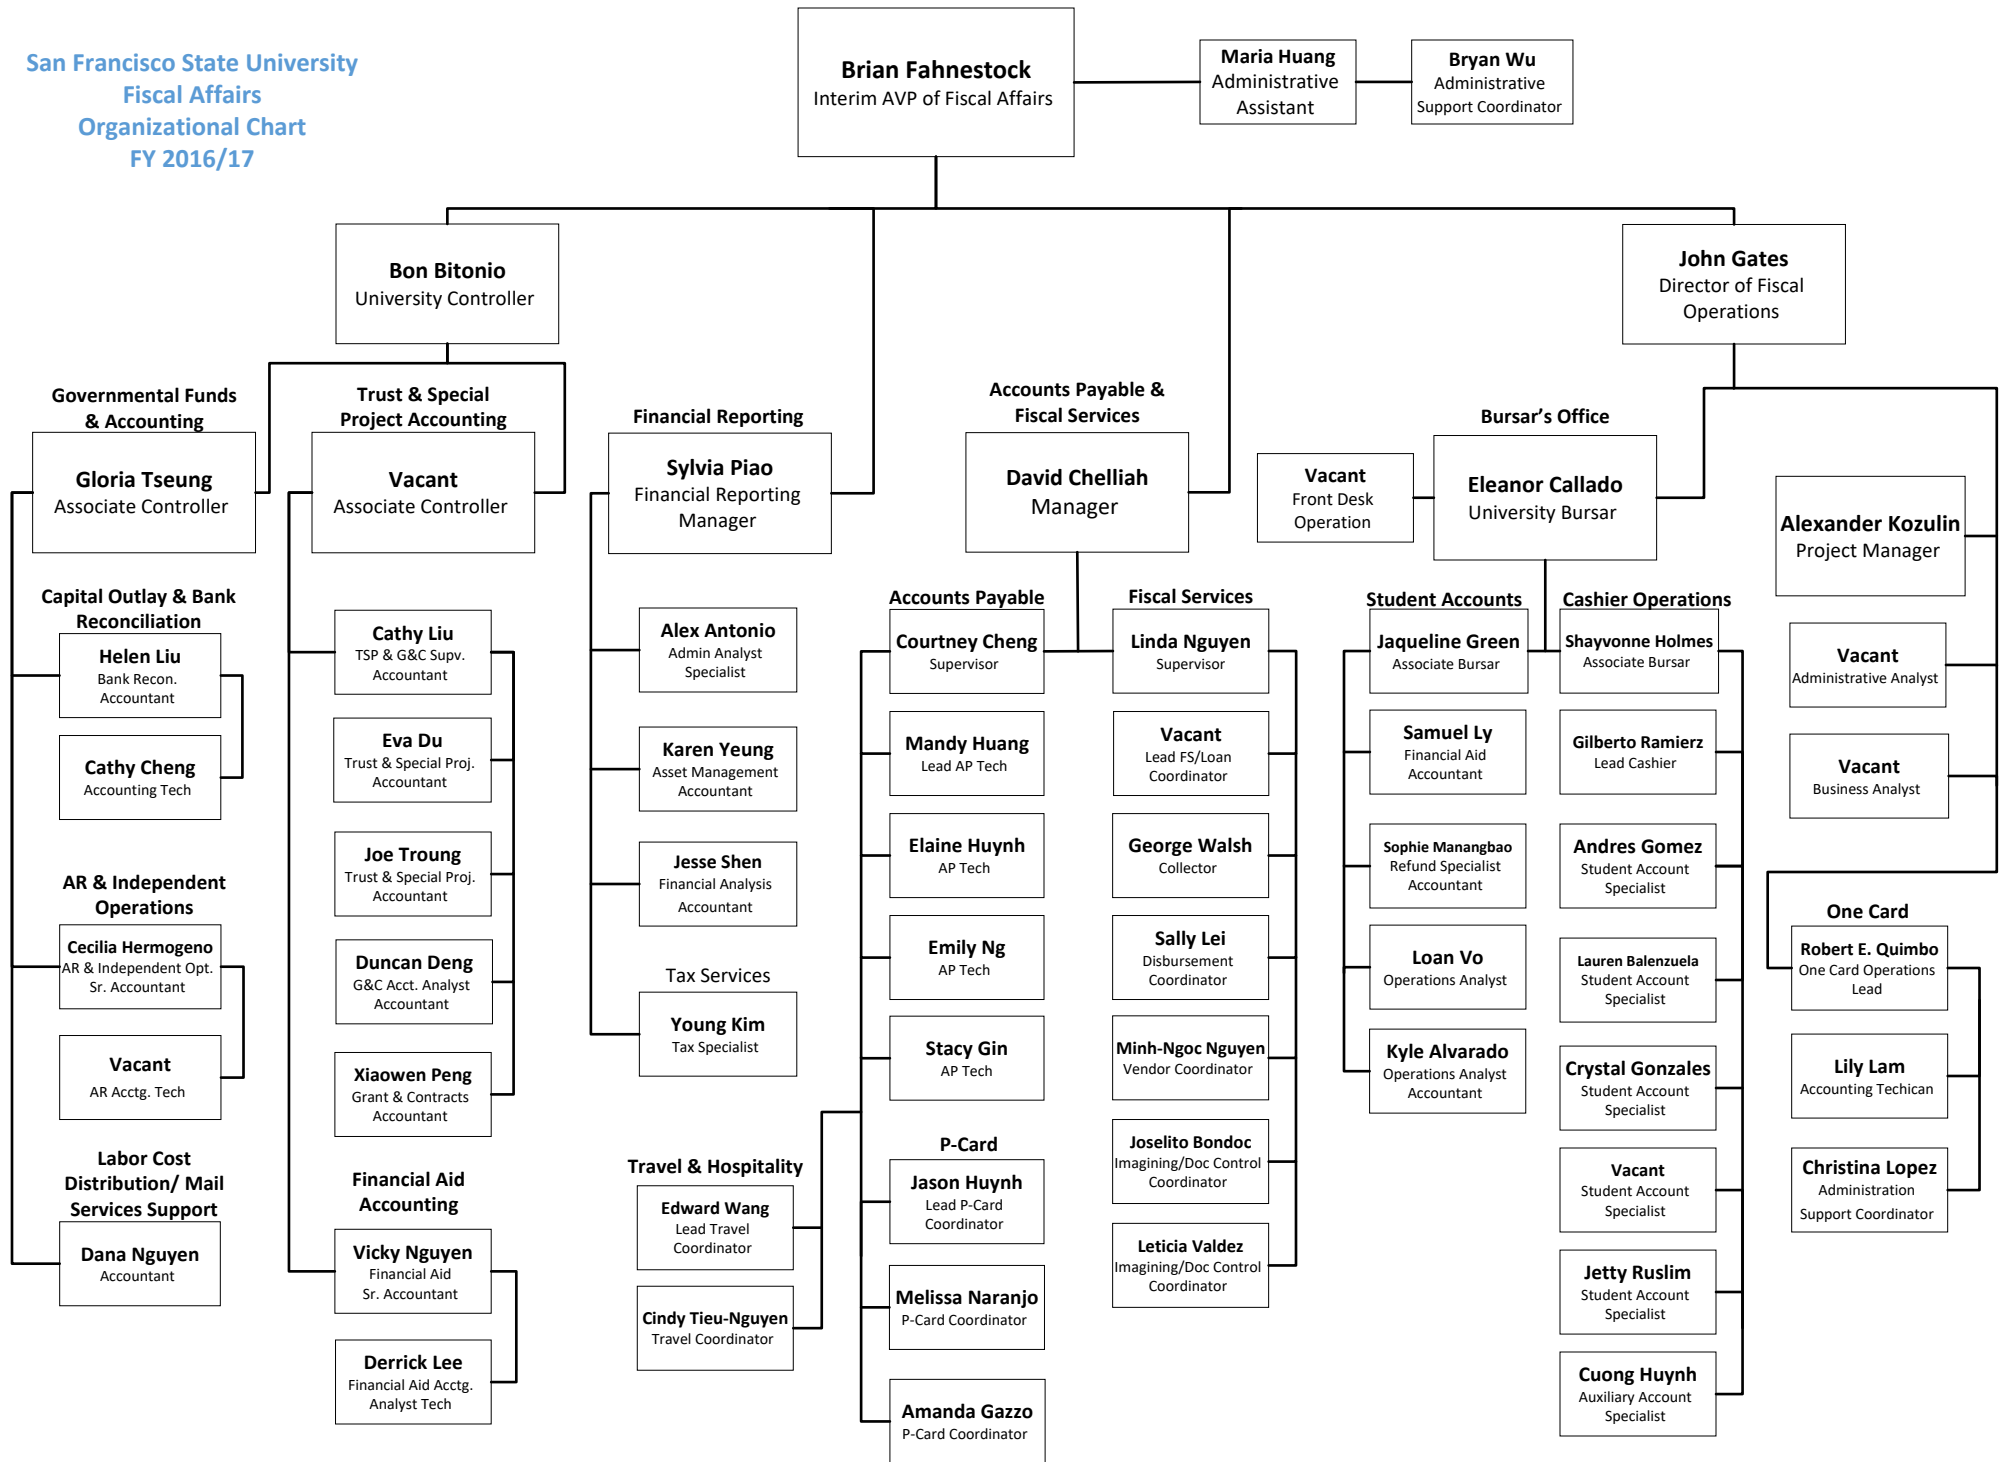 San Francisco State University
Fiscal Affairs
Organizational Chart
FY 2016/17
Brian Fahnestock
Interim AVP of Fiscal Affairs
Maria Huang
Administrative
Assistant
Bryan Wu
Administrative
Support Coordinator
Bon Bitonio
University Controller
John Gates
Director of Fiscal
Operations
Governmental Funds
& Accounting
Gloria Tseung
Associate Controller
Capital Outlay & Bank
Reconciliation
Helen Liu
Bank Recon.
Accountant
Cathy Cheng
Accounting Tech
AR & Independent
Operations
Cecilia Hermogeno
AR & Independent Opt.
Sr. Accountant
Vacant
AR Acctg. Tech
Labor Cost
Distribution/ Mail
Services Support
Dana Nguyen
Accountant
Trust & Special
Project Accounting
Vacant
Associate Controller
Cathy Liu
TSP & G&C Supv.
Accountant
Eva Du
Trust & Special Proj.
Accountant
Joe Troung
Trust & Special Proj.
Accountant
Duncan Deng
G&C Acct. Analyst
Accountant
Xiaowen Peng
Grant & Contracts
Accountant
Financial Aid
Accounting
Vicky Nguyen
Financial Aid
Sr. Accountant
Derrick Lee
Financial Aid Acctg.
Analyst Tech
Financial Reporting
Sylvia Piao
Financial Reporting
Manager
Alex Antonio
Admin Analyst
Specialist
Karen Yeung
Asset Management
Accountant
Jesse Shen
Financial Analysis
Accountant
Tax Services
Young Kim
Tax Specialist
Accounts Payable &
Fiscal Services
David Chelliah
Manager
Accounts Payable
Courtney Cheng
Supervisor
Mandy Huang
Lead AP Tech
Elaine Huynh
AP Tech
Emily Ng
AP Tech
Stacy Gin
AP Tech
Travel & Hospitality
Edward Wang
Lead Travel
Coordinator
Cindy Tieu-Nguyen
Travel Coordinator
P-Card
Jason Huynh
Lead P-Card
Coordinator
Melissa Naranjo
P-Card Coordinator
Amanda Gazzo
P-Card Coordinator
Fiscal Services
Linda Nguyen
Supervisor
Vacant
Lead FS/Loan
Coordinator
George Walsh
Collector
Sally Lei
Disbursement
Coordinator
Minh-Ngoc Nguyen
Vendor Coordinator
Joselito Bondoc
Imagining/Doc Control
Coordinator
Leticia Valdez
Imagining/Doc Control
Coordinator
Bursar's Office
Vacant
Front Desk
Operation
Eleanor Callado
University Bursar
Student Accounts
Jaqueline Green
Associate Bursar
Samuel Ly
Financial Aid
Accountant
Sophie Manangbao
Refund Specialist
Accountant
Loan Vo
Operations Analyst
Kyle Alvarado
Operations Analyst
Accountant
Cashier Operations
Shayvonne Holmes
Associate Bursar
Gilberto Ramierz
Lead Cashier
Andres Gomez
Student Account
Specialist
Lauren Balenzuela
Student Account
Specialist
Crystal Gonzales
Student Account
Specialist
Vacant
Student Account
Specialist
Jetty Ruslim
Student Account
Specialist
Cuong Huynh
Auxiliary Account
Specialist
Alexander Kozulin
Project Manager
Vacant
Administrative Analyst
Vacant
Business Analyst
One Card
Robert E. Quimbo
One Card Operations
Lead
Lily Lam
Accounting Techican
Christina Lopez
Administration
Support Coordinator